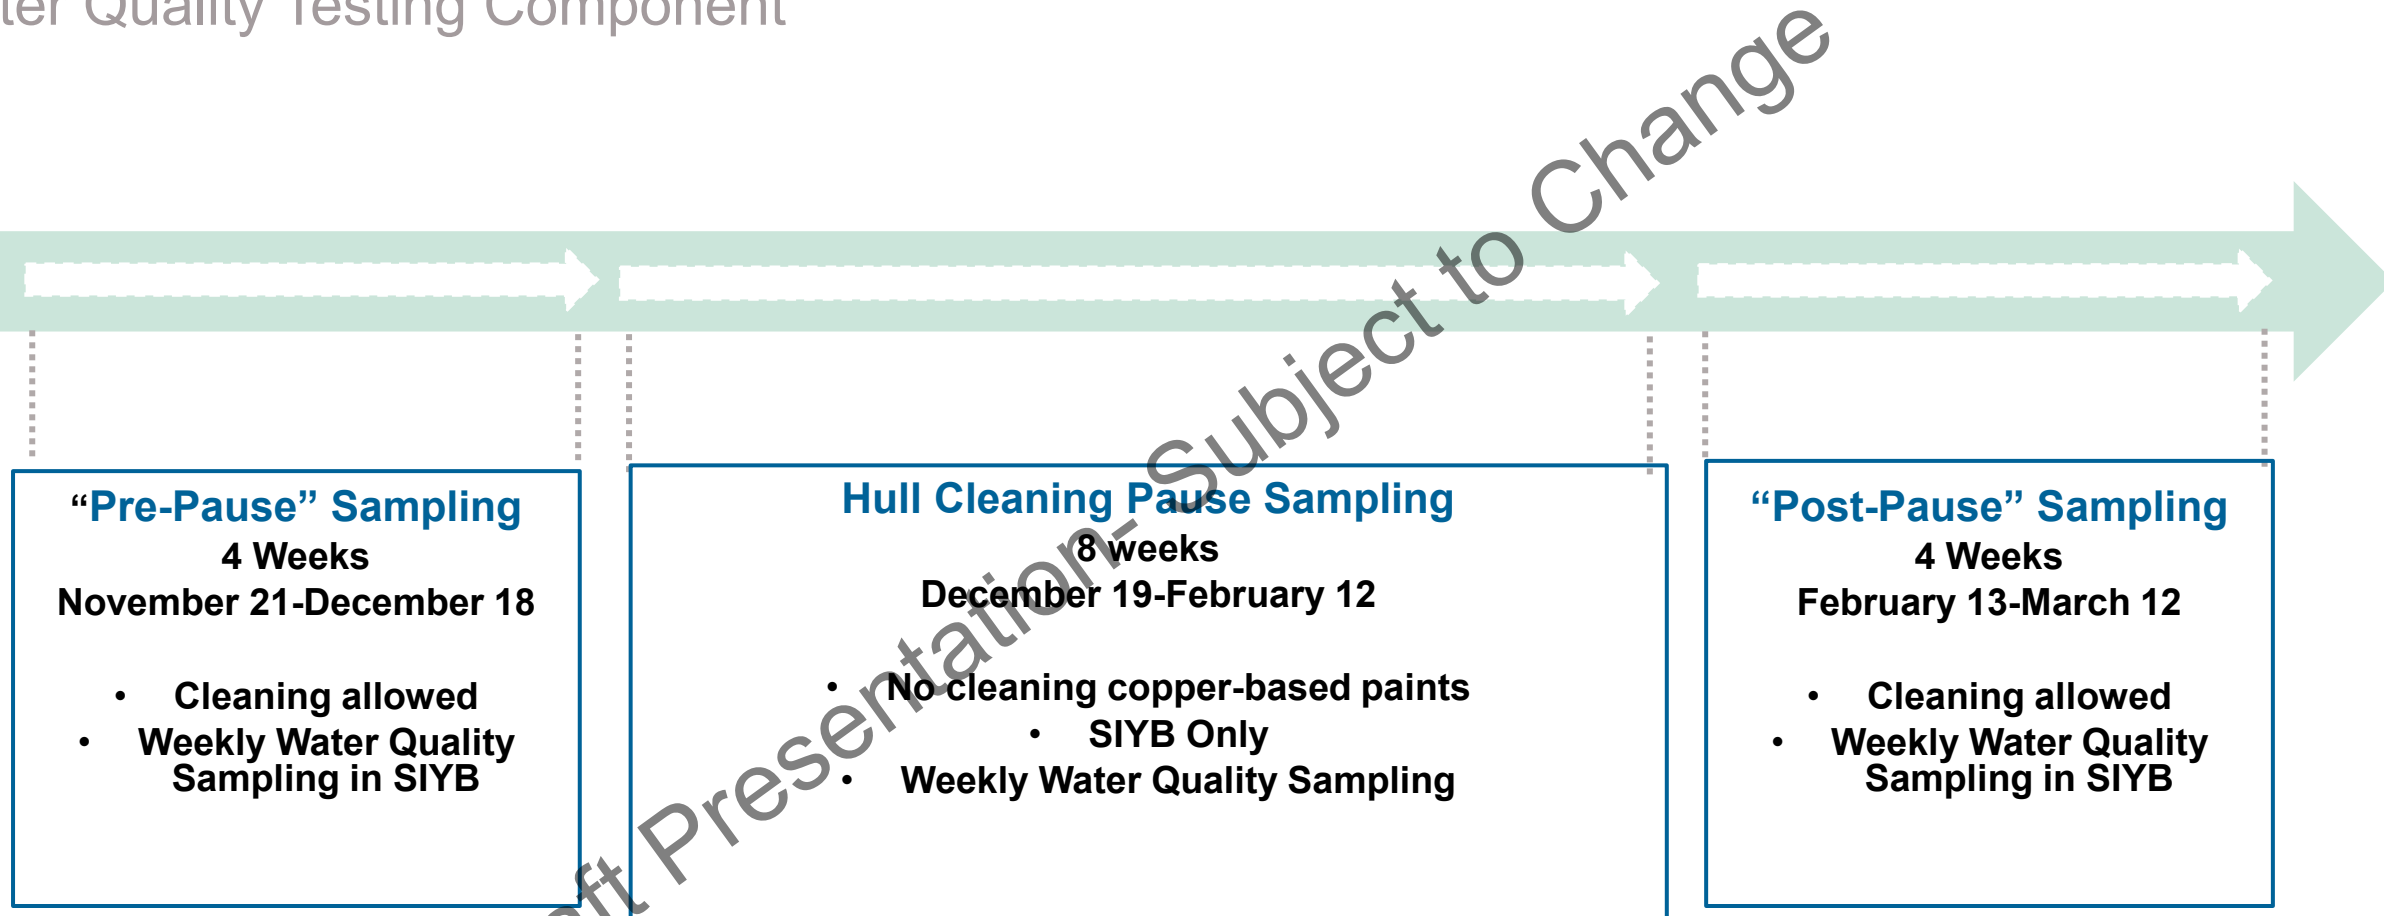 ter Quality Testing Component
“Pre-Pause” Sampling
4 Weeks
November 21-December 18
• Cleaning allowed
• Weekly Water Quality
Sampling in SIYB
Hull Cleaning Pause Sampling
8 weeks
December 19-February 12
• No cleaning copper-based paints
• SIYB Only
• Weekly Water Quality Sampling
“Post-Pause” Sampling
4 Weeks
February 13-March 12
• Cleaning allowed
• Weekly Water Quality
Sampling in SIYB
aft Presentation- Subject to Change